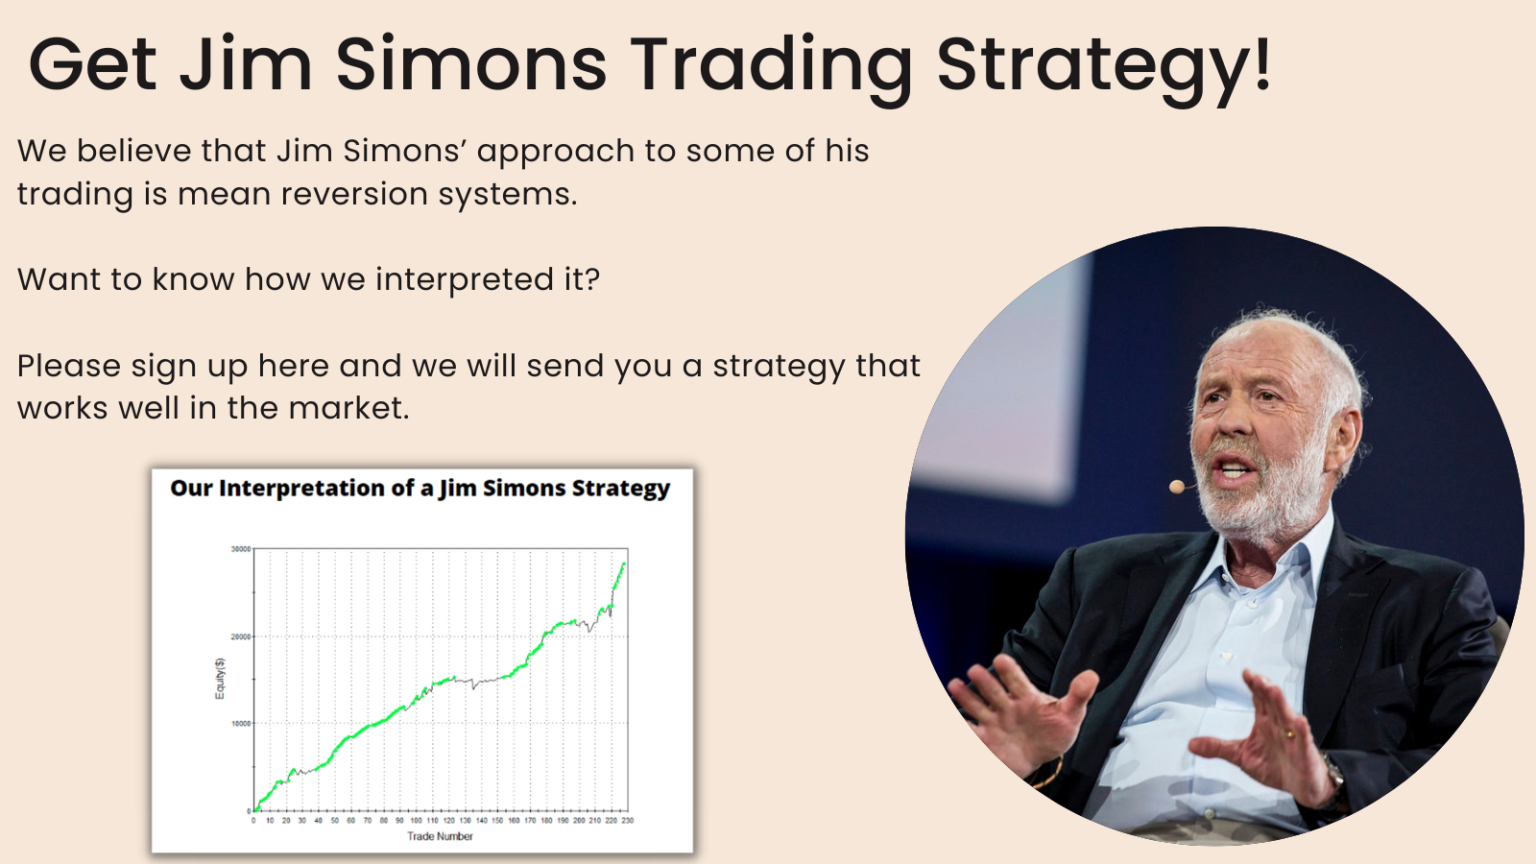 Get Jim Simons Trading Strategy!
We believe that Jim Simons’ approach to some of his
trading is mean reversion systems.
Want to know how we interpreted it?
Please sign up here and we will send you a strategy that
works well in the market.
Our Interpretation of a Jim Simons Strategy
30000
20000
10000
0
Equity($)
0 10 20 30 40 50 60 70 80 90 100 110 120 130 140 150 160 170 180 190 200 210 220 230
Trade Number